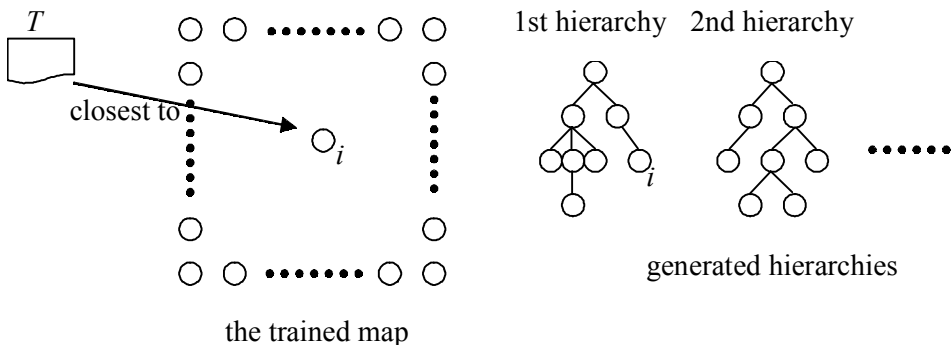 T
1st hierarchy 2nd hierarchy
closest to
i
i
generated hierarchies
the trained map